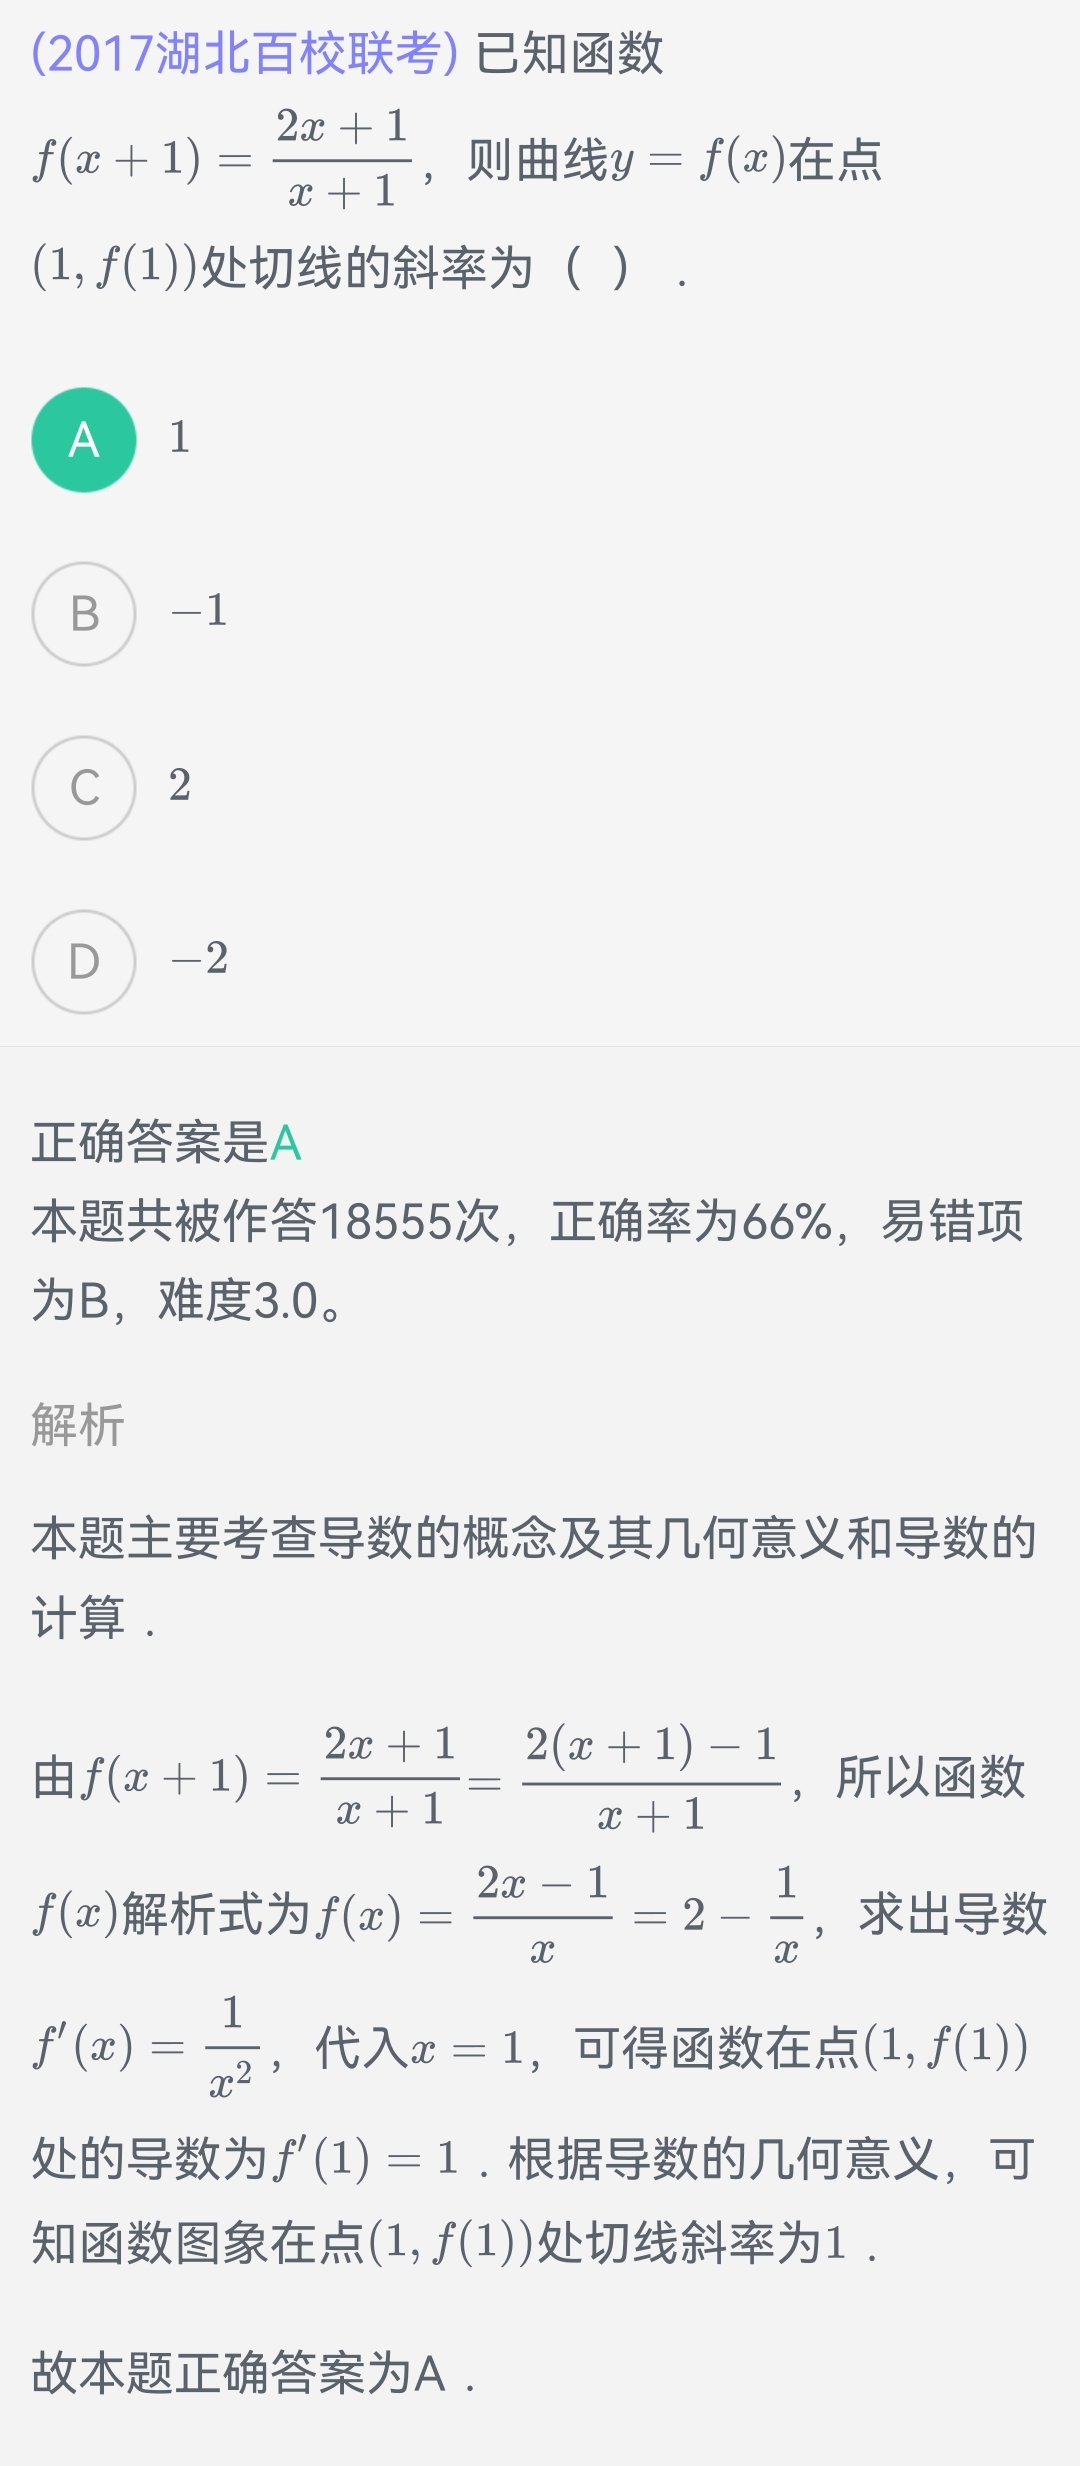 (2017湖北百校联考) 已知函数
f(x + 1) = \frac{2x + 1}{x + 1}，则曲线y = f(x)在点
(1, f(1))处切线的斜率为（ ）.
A 1
B −1
C 2
D −2
正确答案是A
本题共被作答18555次，正确率为66%，易错项
为B，难度3.0。
解析
本题主要考查导数的概念及其几何意义和导数的
计算．
由f(x + 1) = \frac{2x + 1}{x + 1} = \frac{2(x + 1) − 1}{x + 1}，所以函数
f(x)解析式为f(x) = \frac{2x − 1}{x} = 2 − \frac{1}{x}，求出导数
f′(x) = \frac{1}{x^2}，代入x = 1，可得函数在点(1, f(1))
处的导数为f′(1) = 1．根据导数的几何意义，可
知函数图象在点(1, f(1))处切线斜率为1．
故本题正确答案为A．